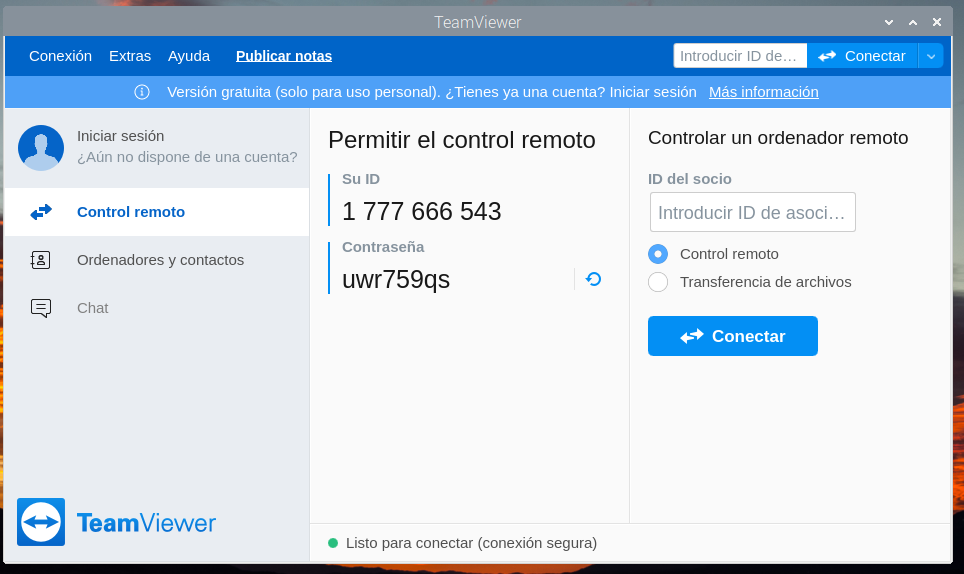 TeamViewer
Conexión Extras Ayuda Publicar notas Introducir ID de… Conectar
Versión gratuita (solo para uso personal). ¿Tienes ya una cuenta? Iniciar sesión Más información
Iniciar sesión
¿Aún no dispone de una cuenta?
Control remoto
Ordenadores y contactos
Chat
TeamViewer
Permitir el control remoto
Su ID
1 777 666 543
Contraseña
uwr759qs
Controlar un ordenador remoto
ID del socio
Introducir ID de asoci…
Control remoto
Transferencia de archivos
Conectar
Listo para conectar (conexión segura)